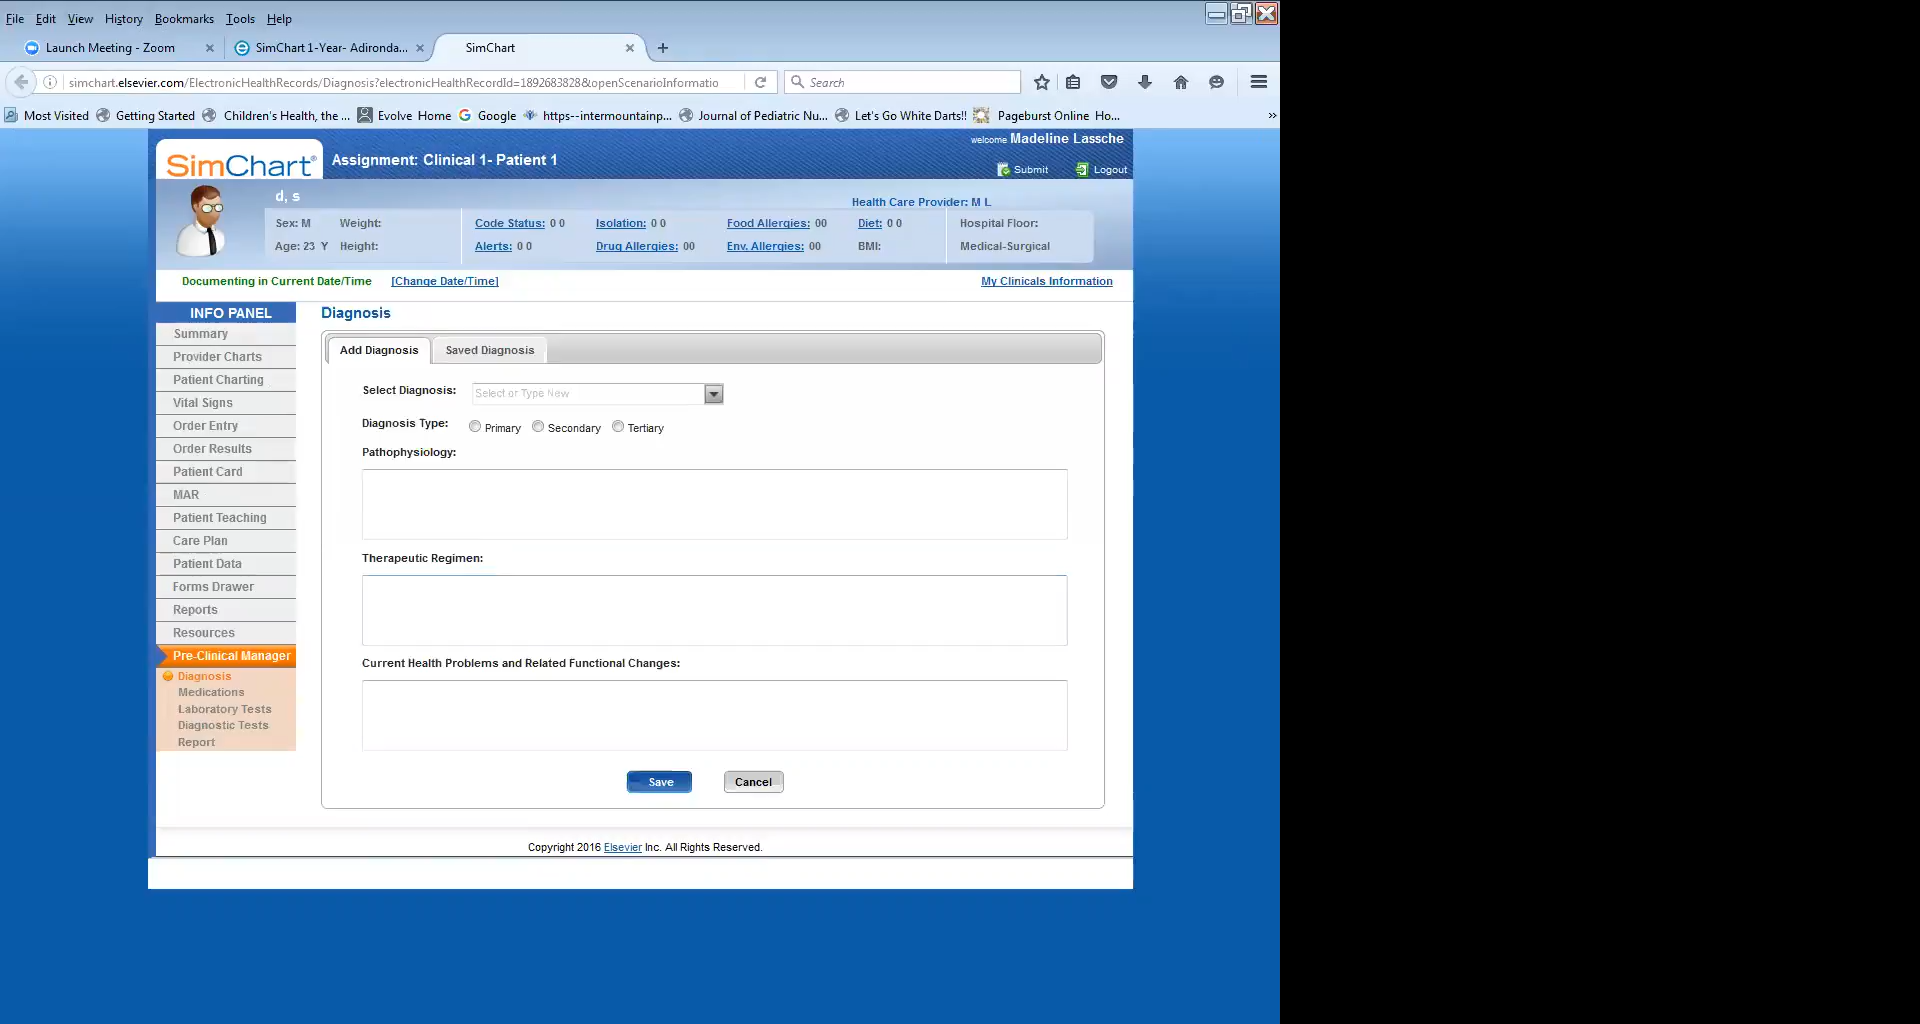 File Edit View History Bookmarks Tools Help
Launch Meeting - Zoom SimChart 1-Year- Adironda... SimChart
simchart.elsevier.com/ElectronicHealthRecords/Diagnosis?electronicHealthRecordId=1892683828&openScenarioInformatio Search
Most Visited Getting Started Children's Health, the ... Evolve Home Google https--intermountainp... Journal of Pediatric Nu... Let's Go White Darts!! Pageburst Online Ho... »
welcome Madeline Lassche
SimChart® Assignment: Clinical 1- Patient 1
Submit Logout
d, s
Health Care Provider: M L
Sex: M Weight: Code Status: 0 0 Isolation: 0 0 Food Allergies: 00 Diet: 0 0 Hospital Floor:
Age: 23 Y Height: Alerts: 0 0 Drug Allergies: 00 Env. Allergies: 00 BMI: Medical-Surgical
Documenting in Current Date/Time [Change Date/Time] My Clinicals Information
INFO PANEL
Summary
Provider Charts
Patient Charting
Vital Signs
Order Entry
Order Results
Patient Card
MAR
Patient Teaching
Care Plan
Patient Data
Forms Drawer
Reports
Resources
Pre-Clinical Manager
Diagnosis
Medications
Laboratory Tests
Diagnostic Tests
Report
Diagnosis
Add Diagnosis Saved Diagnosis
Select Diagnosis: Select or Type New
Diagnosis Type: Primary Secondary Tertiary
Pathophysiology:
Therapeutic Regimen:
Current Health Problems and Related Functional Changes:
Save Cancel
Copyright 2016 Elsevier Inc. All Rights Reserved.